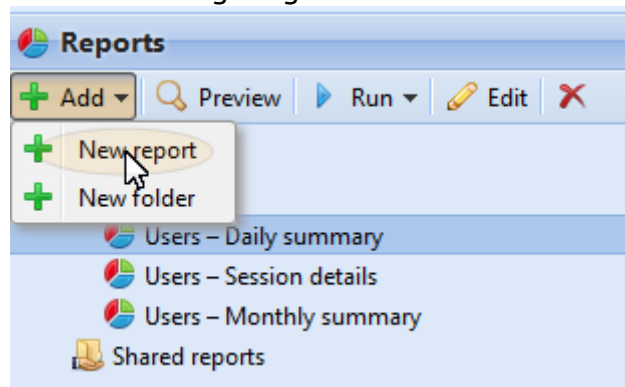 Reports
Add Preview Run Edit
New report
New folder
Users – Daily summary
Users – Session details
Users – Monthly summary
Shared reports